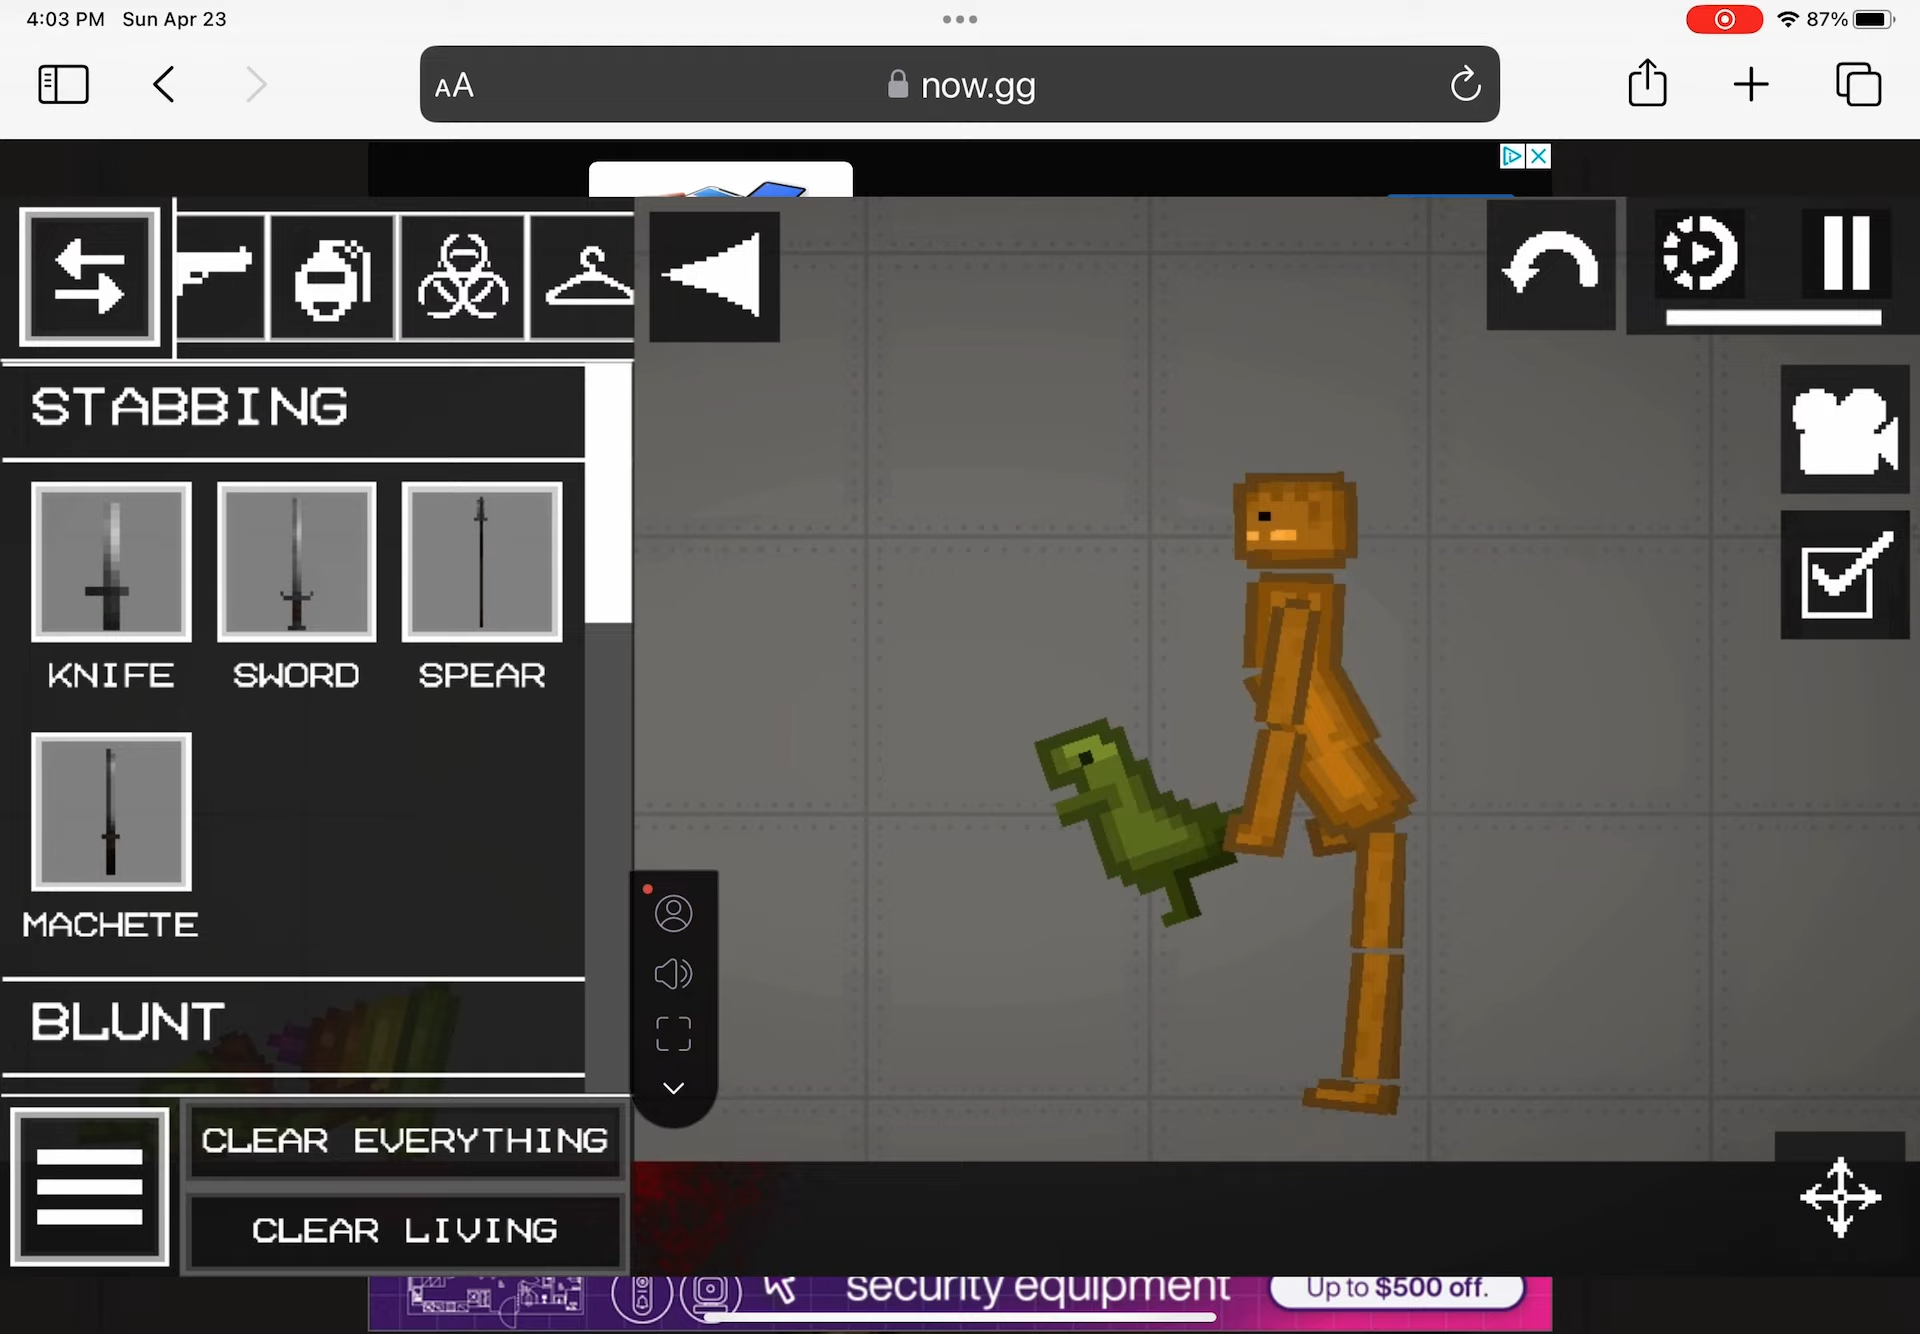 4:03 PM Sun Apr 23
87%
AA
now.gg
STABBING
KNIFE
SWORD
SPEAR
MACHETE
BLUNT
CLEAR EVERYTHING
CLEAR LIVING
security equipment
Up to $500 off.